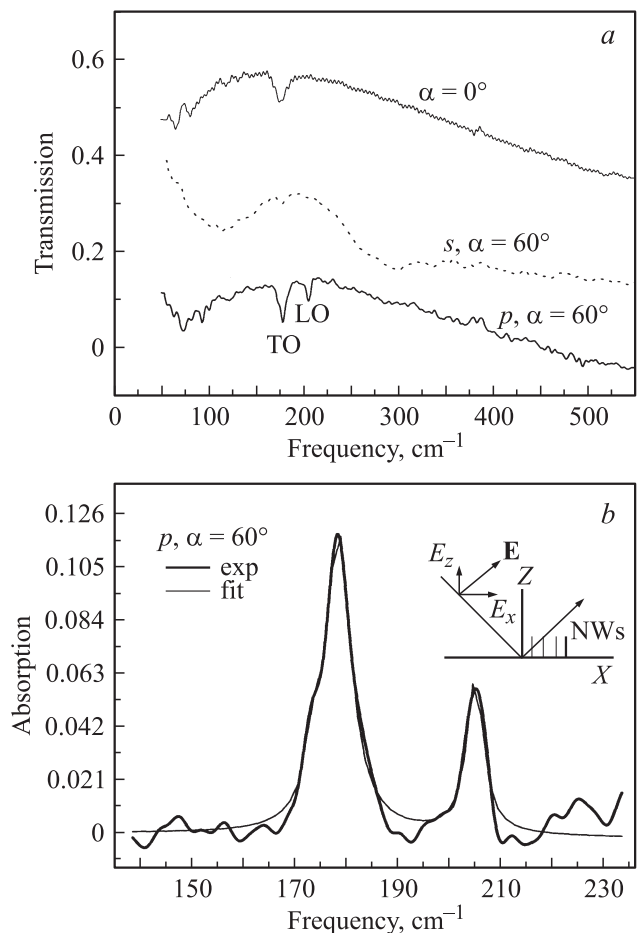 a
0.6
α = 0°
0.4
Transmission
s, α = 60°
0.2
LO
p, α = 60°
TO
0
0 100 200 300 400 500
Frequency, cm⁻¹
b
0.126
p, α = 60°
exp
fit
E_z E Z
E_x
NWs
X
0.105
0.084
0.063
Absorption
0.042
0.021
0
150 170 190 210 230
Frequency, cm⁻¹